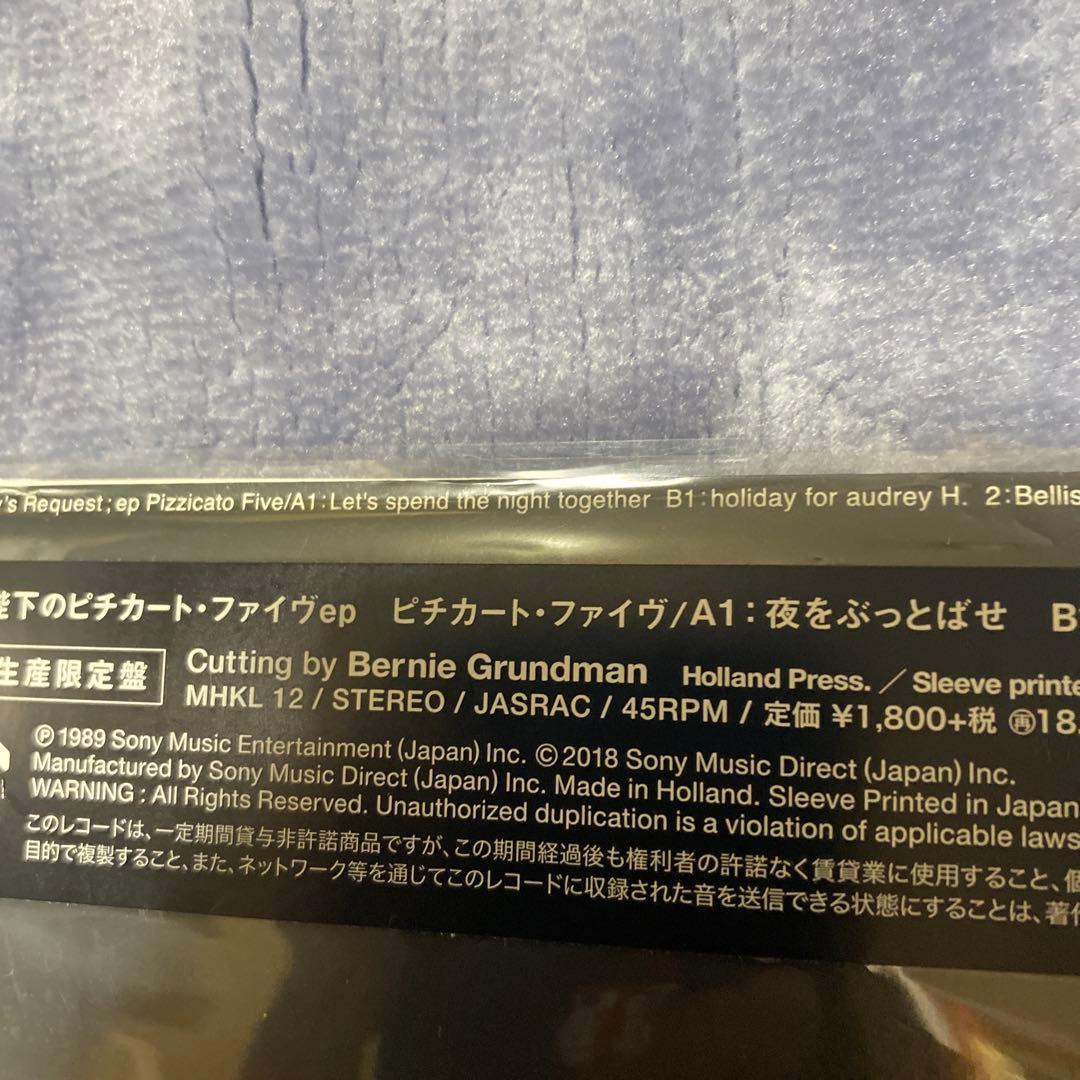 's Request; ep Pizzicato Five/A1:Let's spend the night together B1:holiday for audrey H. 2:Bellis
陛下のピチカート・ファイヴep ピチカート・ファイヴ/A1:夜をぶっとばせ B
生産限定盤
Cutting by Bernie Grundman Holland Press. / Sleeve printe
MHKL 12 / STEREO / JASRAC / 45RPM / 定価 ¥1,800+税 ㊞18.
℗1989 Sony Music Entertainment (Japan) Inc. ©2018 Sony Music Direct (Japan) Inc.
Manufactured by Sony Music Direct (Japan) Inc. Made in Holland. Sleeve Printed in Japan
WARNING : All Rights Reserved. Unauthorized duplication is a violation of applicable laws
このレコードは、一定期間貸与非許諾商品ですが、この期間経過後も権利者の許諾なく賃貸業に使用すること、個
目的で複製すること、また、ネットワーク等を通じてこのレコードに収録された音を送信できる状態にすることは、著作